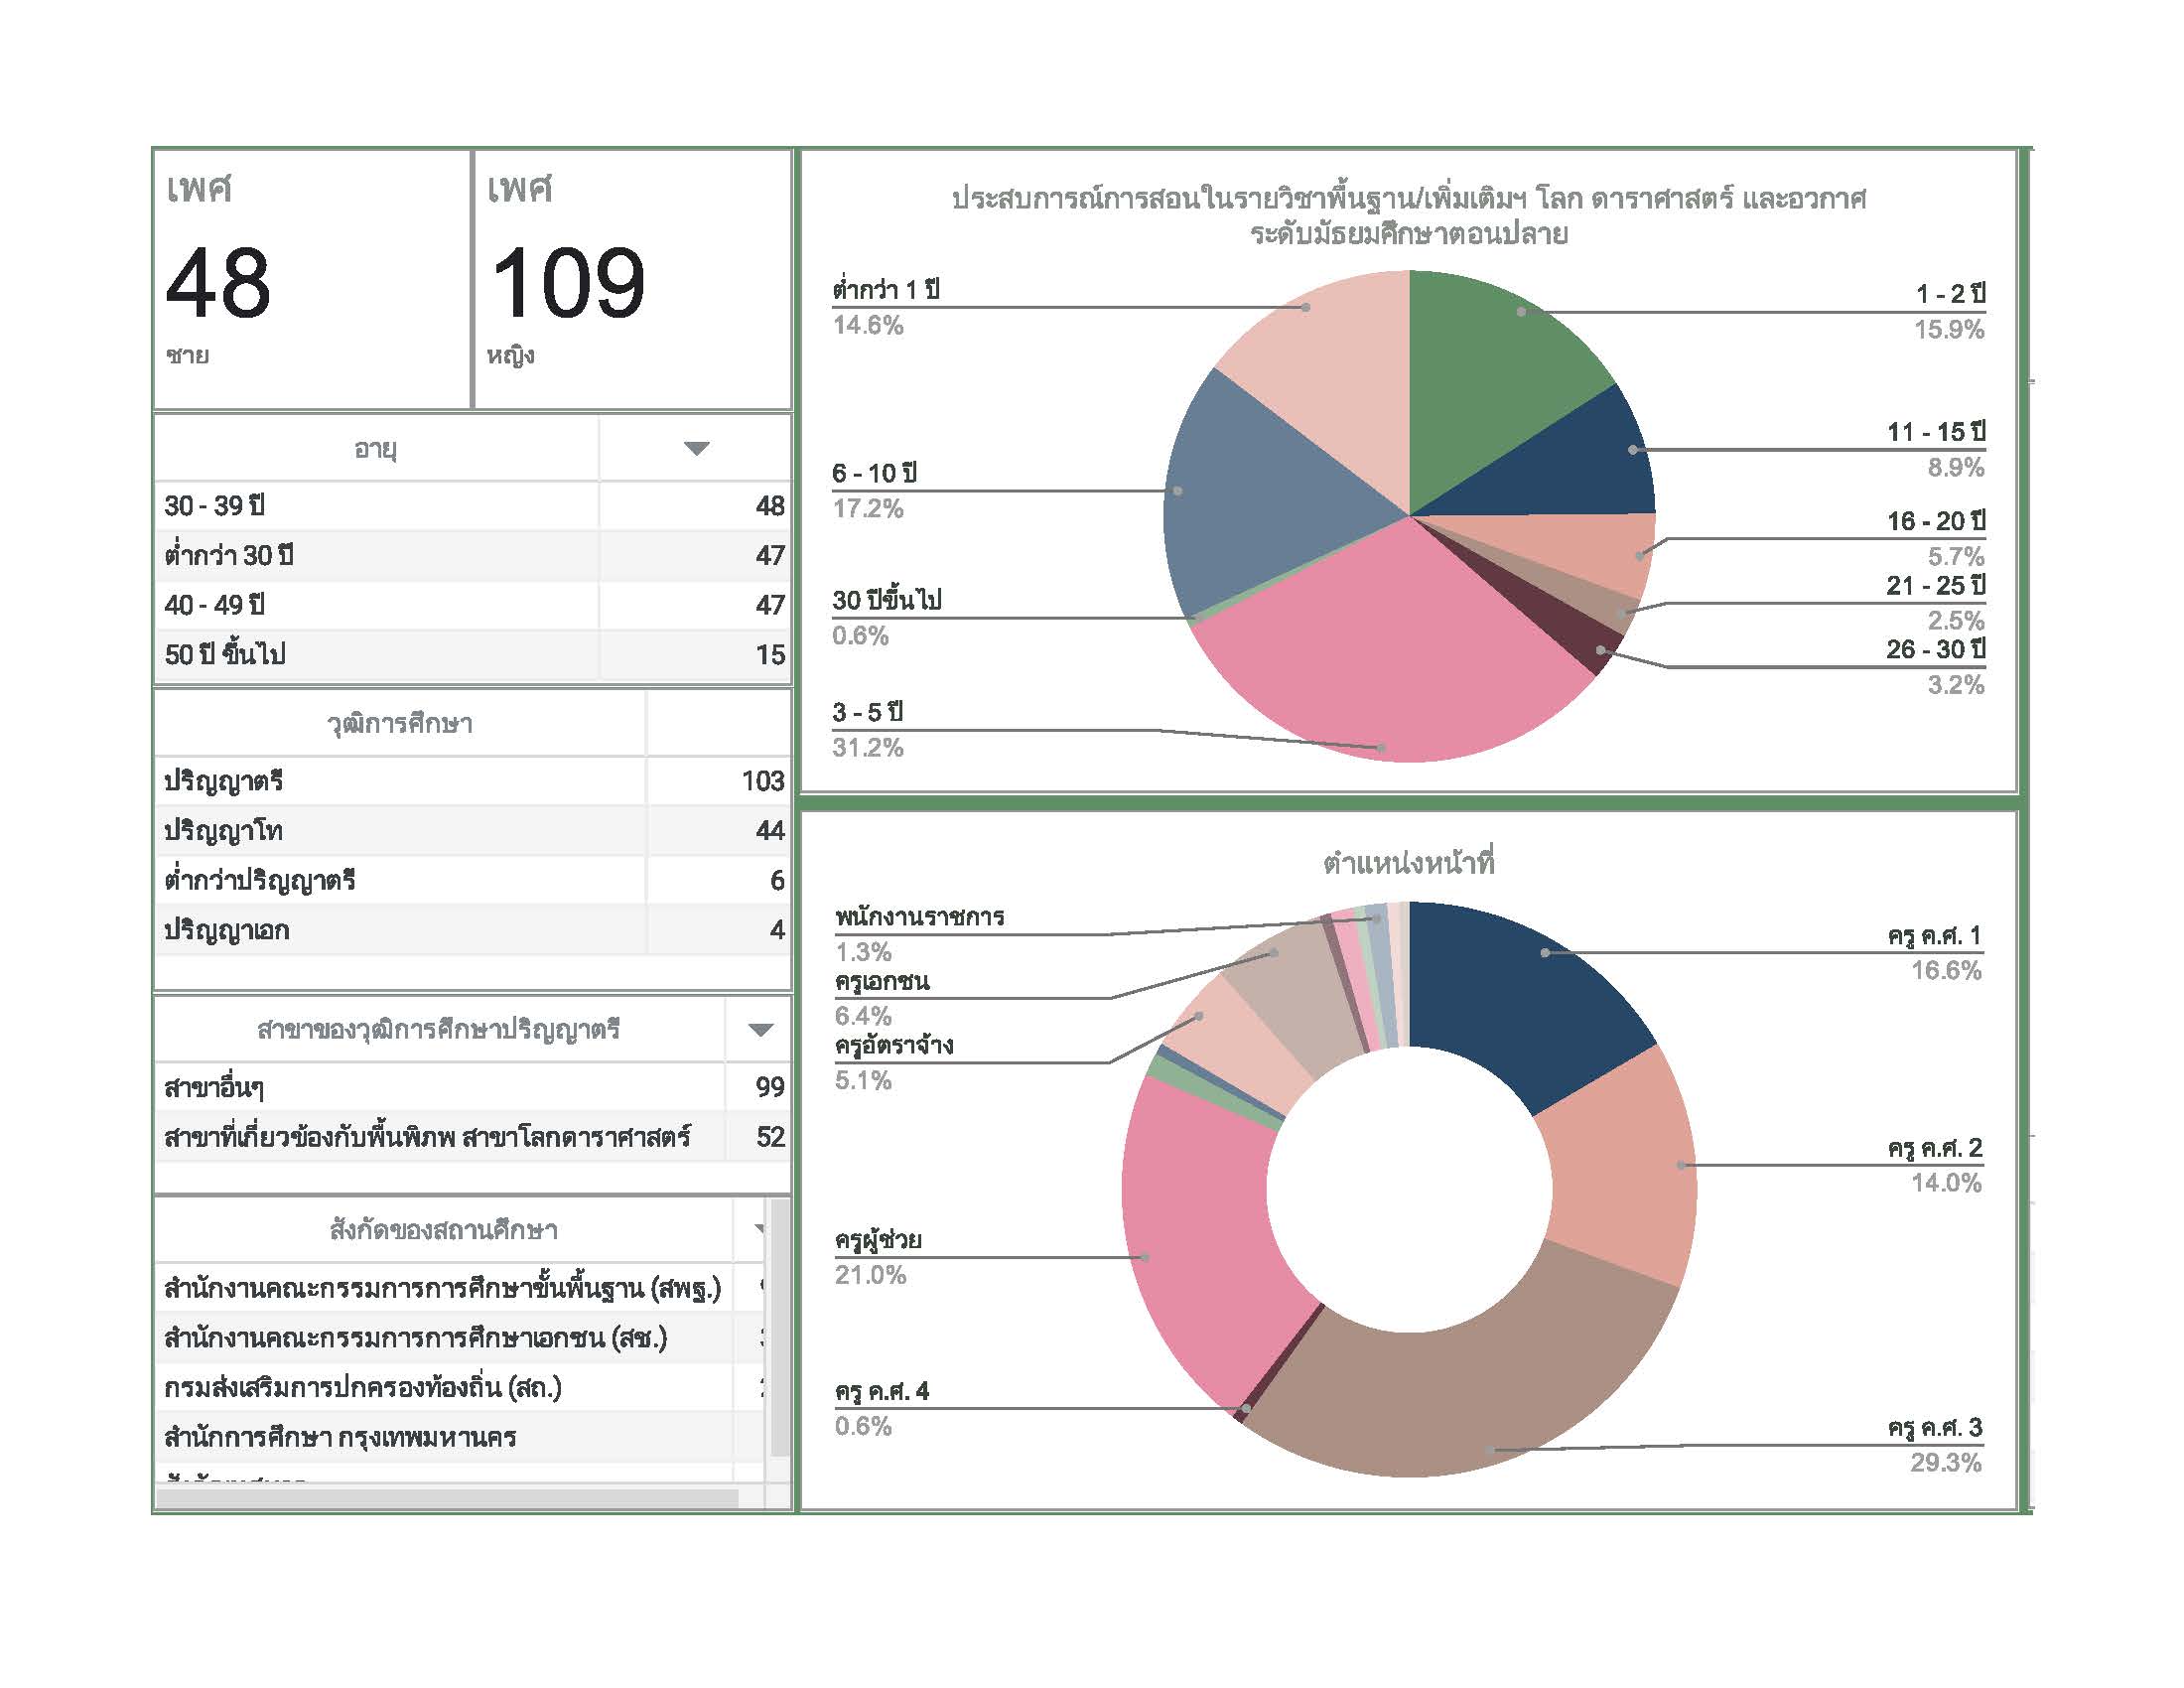 เพศ
48
ชาย
เพศ
109
หญิง
อายุ
30 - 39 ปี 48
ต่ำกว่า 30 ปี 47
40 - 49 ปี 47
50 ปี ขึ้นไป 15
วุฒิการศึกษา
ปริญญาตรี 103
ปริญญาโท 44
ต่ำกว่าปริญญาตรี 6
ปริญญาเอก 4
สาขาของวุฒิการศึกษาปริญญาตรี
สาขาอื่นๆ 99
สาขาที่เกี่ยวข้องกับพื้นพิภพ สาขาโลกดาราศาสตร์ 52
สังกัดของสถานศึกษา
สำนักงานคณะกรรมการการศึกษาขั้นพื้นฐาน (สพฐ.)
สำนักงานคณะกรรมการการศึกษาเอกชน (สช.)
กรมส่งเสริมการปกครองท้องถิ่น (สถ.)
สำนักการศึกษา กรุงเทพมหานคร
ประสบการณ์การสอนในรายวิชาพื้นฐาน/เพิ่มเติมฯ โลก ดาราศาสตร์ และอวกาศ
ระดับมัธยมศึกษาตอนปลาย
ต่ำกว่า 1 ปี
14.6%
6 - 10 ปี
17.2%
30 ปีขึ้นไป
0.6%
3 - 5 ปี
31.2%
1 - 2 ปี
15.9%
11 - 15 ปี
8.9%
16 - 20 ปี
5.7%
21 - 25 ปี
2.5%
26 - 30 ปี
3.2%
ตำแหน่งหน้าที่
พนักงานราชการ
1.3%
ครูเอกชน
6.4%
ครูอัตราจ้าง
5.1%
ครูผู้ช่วย
21.0%
ครู ค.ศ. 4
0.6%
ครู ค.ศ. 1
16.6%
ครู ค.ศ. 2
14.0%
ครู ค.ศ. 3
29.3%